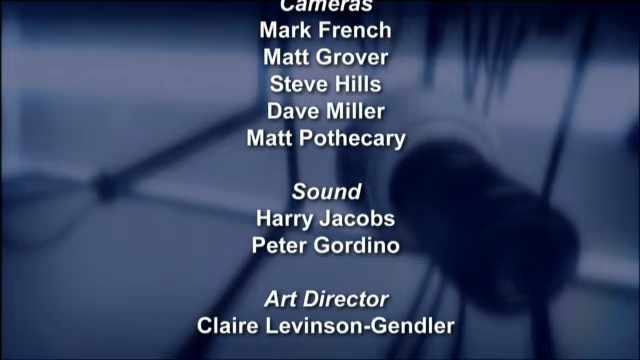 Cameras
Mark French
Matt Grover
Steve Hills
Dave Miller
Matt Pothecary
Sound
Harry Jacobs
Peter Gordino
Art Director
Claire Levinson-Gendler